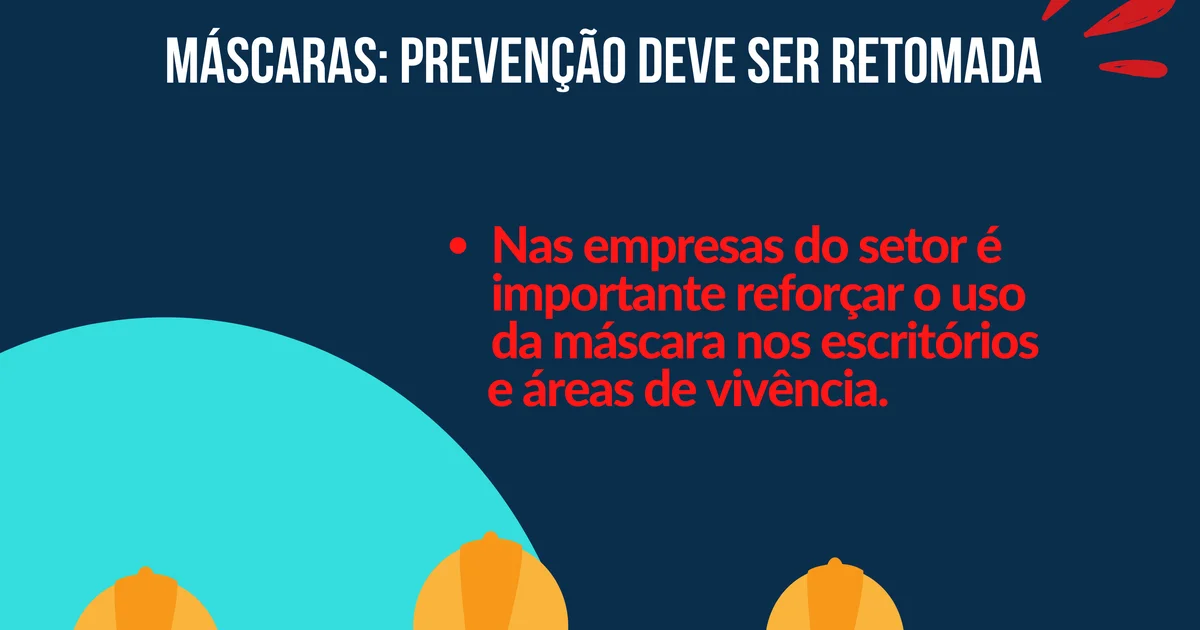 MÁSCARAS: PREVENÇÃO DEVE SER RETOMADA
• Nas empresas do setor é
importante reforçar o uso
da máscara nos escritórios
e áreas de vivência.